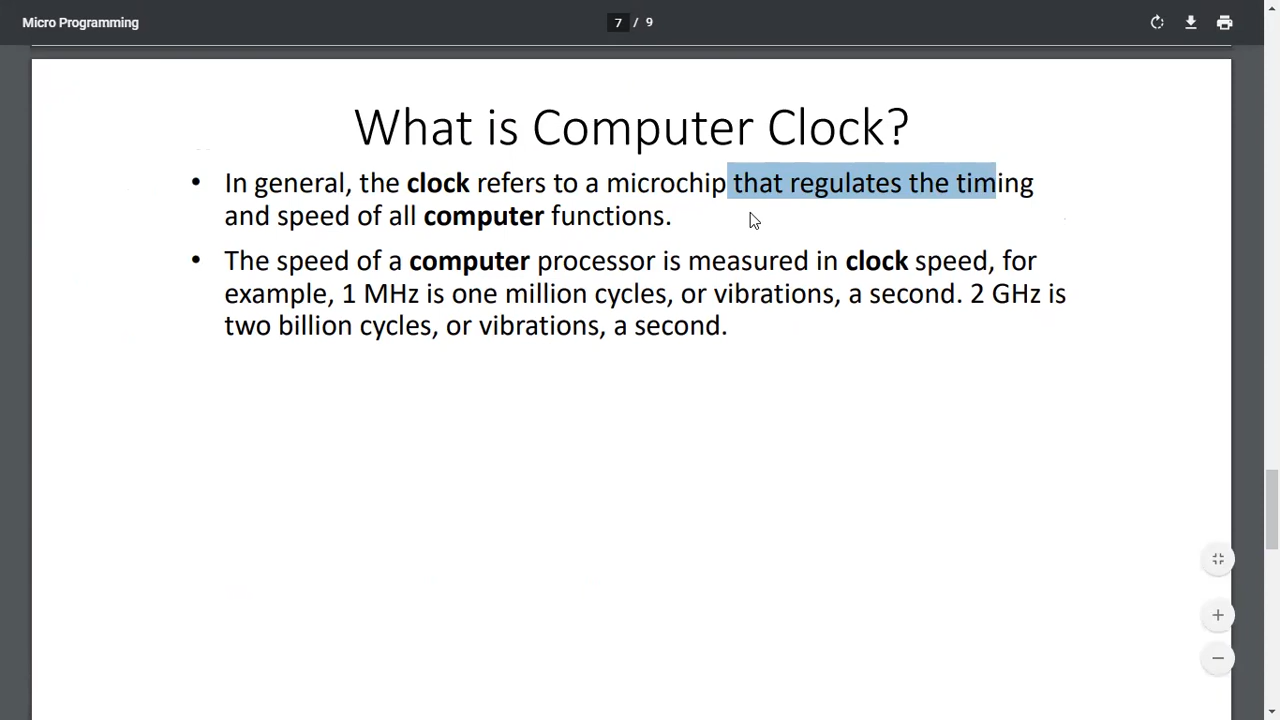 Micro Programming
7 / 9
What is Computer Clock?
• In general, the clock refers to a microchip that regulates the timing
and speed of all computer functions.
• The speed of a computer processor is measured in clock speed, for
example, 1 MHz is one million cycles, or vibrations, a second. 2 GHz is
two billion cycles, or vibrations, a second.